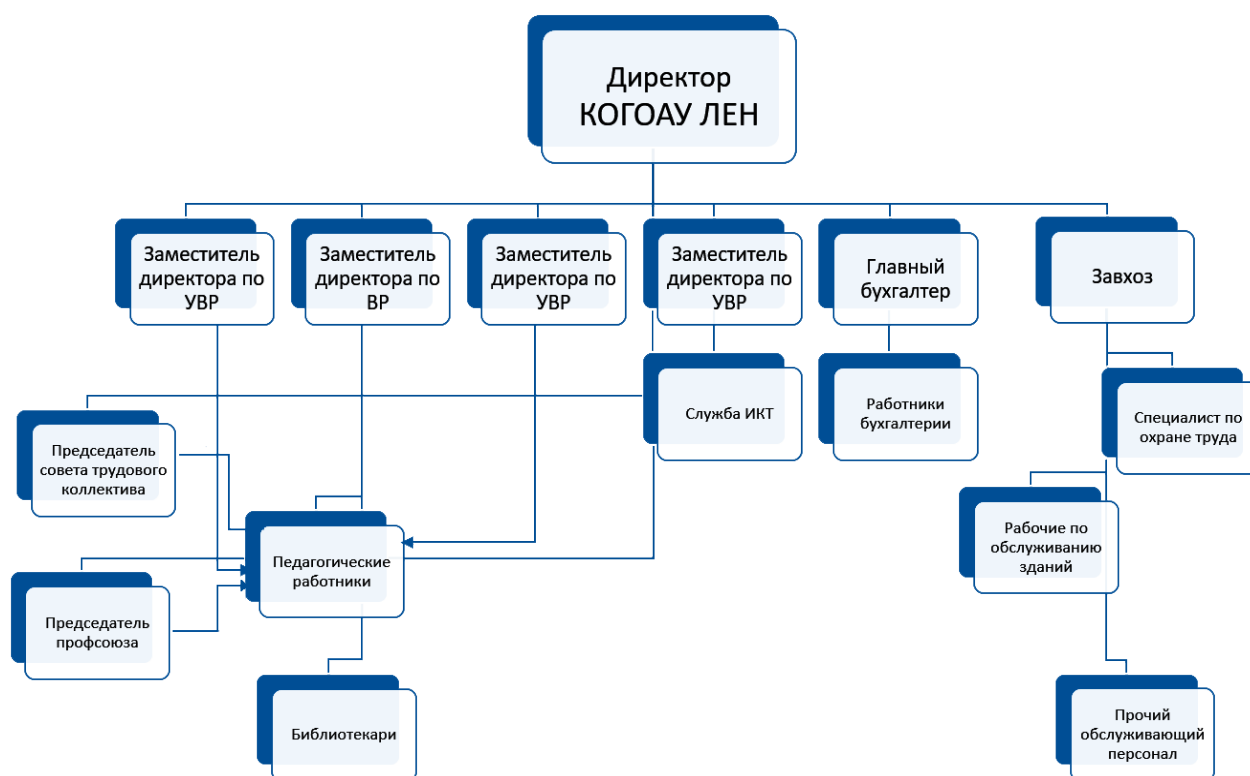 Директор
КОГОАУ ЛЕН
Заместитель
директора по
УВР
Заместитель
директора по
ВР
Заместитель
директора по
УВР
Заместитель
директора по
УВР
Главный
бухгалтер
Завхоз
Служба ИКТ
Работники
бухгалтерии
Специалист по
охране труда
Председатель
совета трудового
коллектива
Рабочие по
обслуживанию
зданий
Педагогические
работники
Председатель
профсоюза
Библиотекари
Прочий
обслуживающий
персонал